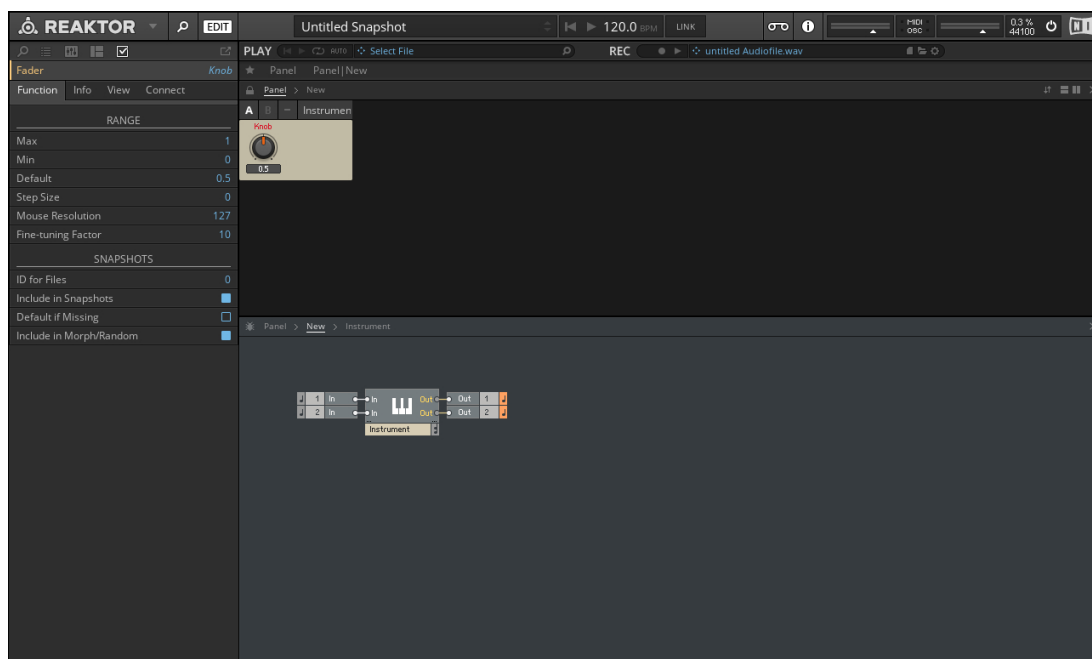 REAKTOR EDIT Untitled Snapshot 120.0 BPM LINK MIDI OSC 0.3 % 44100 NI
PLAY AUTO Select File REC untitled Audiofile.wav
Fader Knob Panel Panel|New
Function Info View Connect Panel > New
A B Instrumen
RANGE
Knob
0.5
Max 1
Min 0
Default 0.5
Step Size 0
Mouse Resolution 127
Fine-tuning Factor 10
SNAPSHOTS
ID for Files 0
Include in Snapshots
Default if Missing
Include in Morph/Random
Panel > New > Instrument
1 In In Out Out 1
2 In In Out Out 2
Instrument